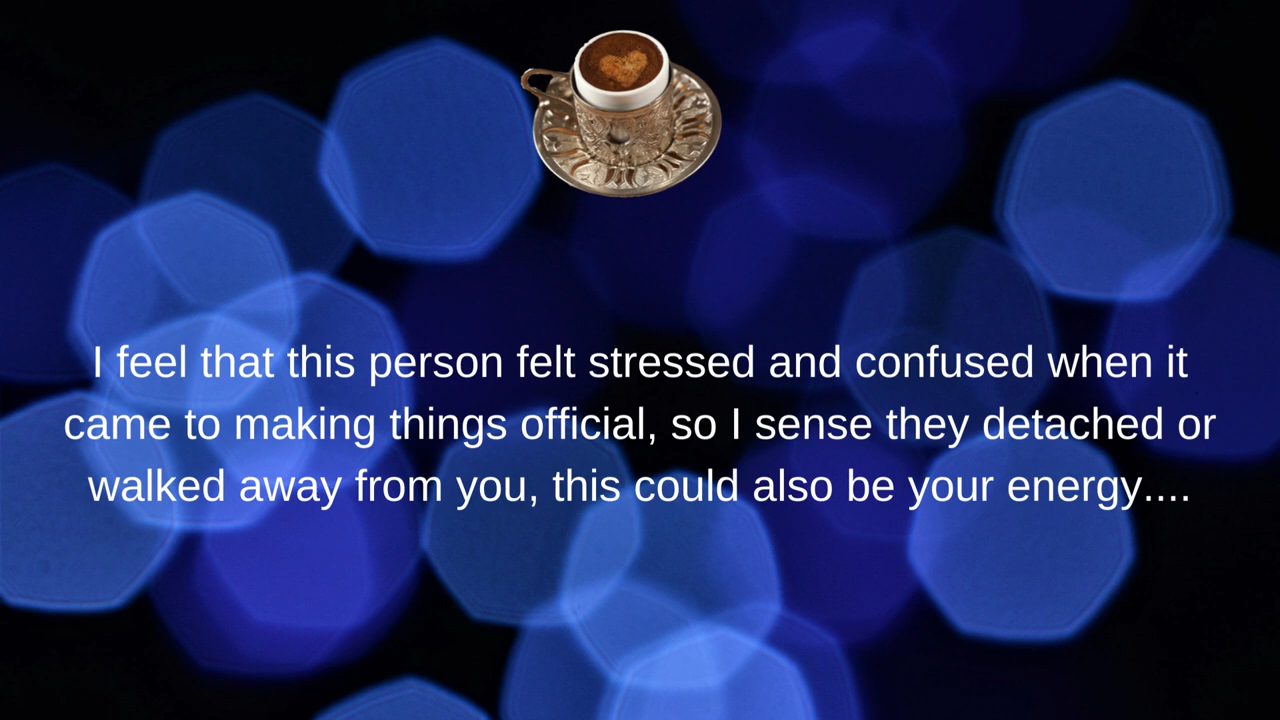 I feel that this person felt stressed and confused when it
came to making things official, so I sense they detached or
walked away from you, this could also be your energy....